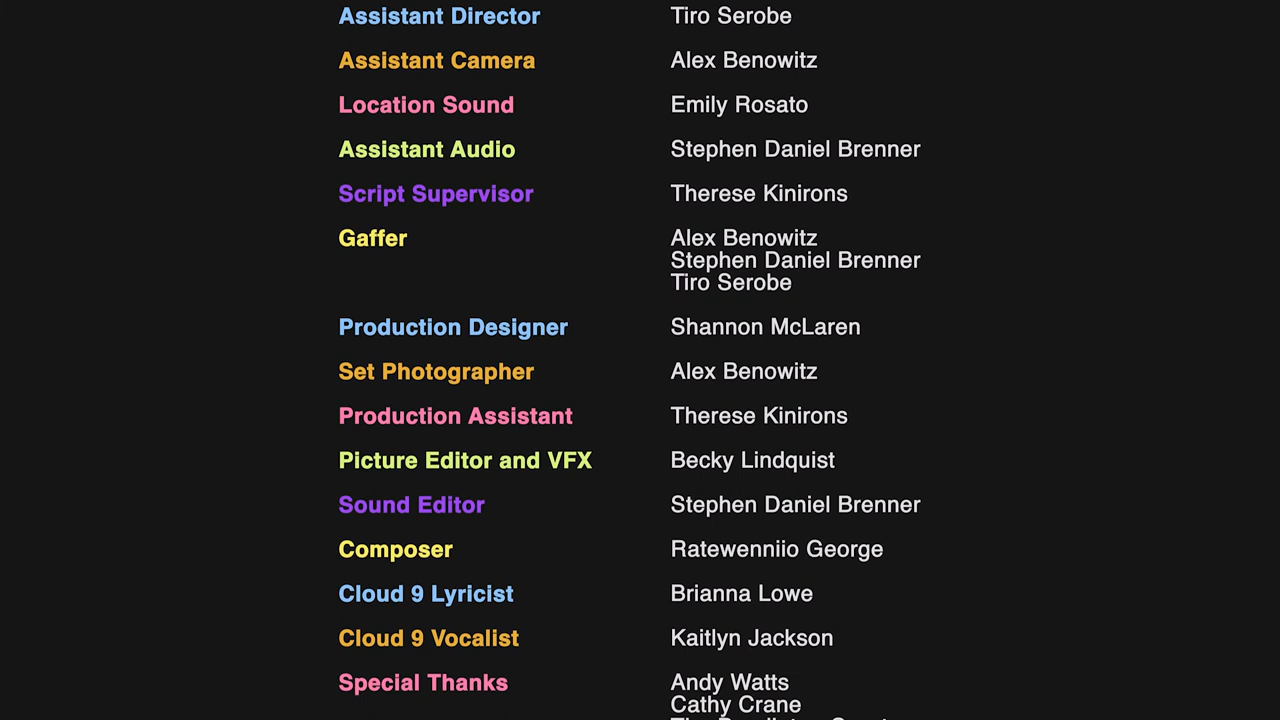 Assistant Director Tiro Serobe
Assistant Camera Alex Benowitz
Location Sound Emily Rosato
Assistant Audio Stephen Daniel Brenner
Script Supervisor Therese Kinirons
Gaffer Alex Benowitz
Stephen Daniel Brenner
Tiro Serobe
Production Designer Shannon McLaren
Set Photographer Alex Benowitz
Production Assistant Therese Kinirons
Picture Editor and VFX Becky Lindquist
Sound Editor Stephen Daniel Brenner
Composer Ratewenniio George
Cloud 9 Lyricist Brianna Lowe
Cloud 9 Vocalist Kaitlyn Jackson
Special Thanks Andy Watts
Cathy Crane